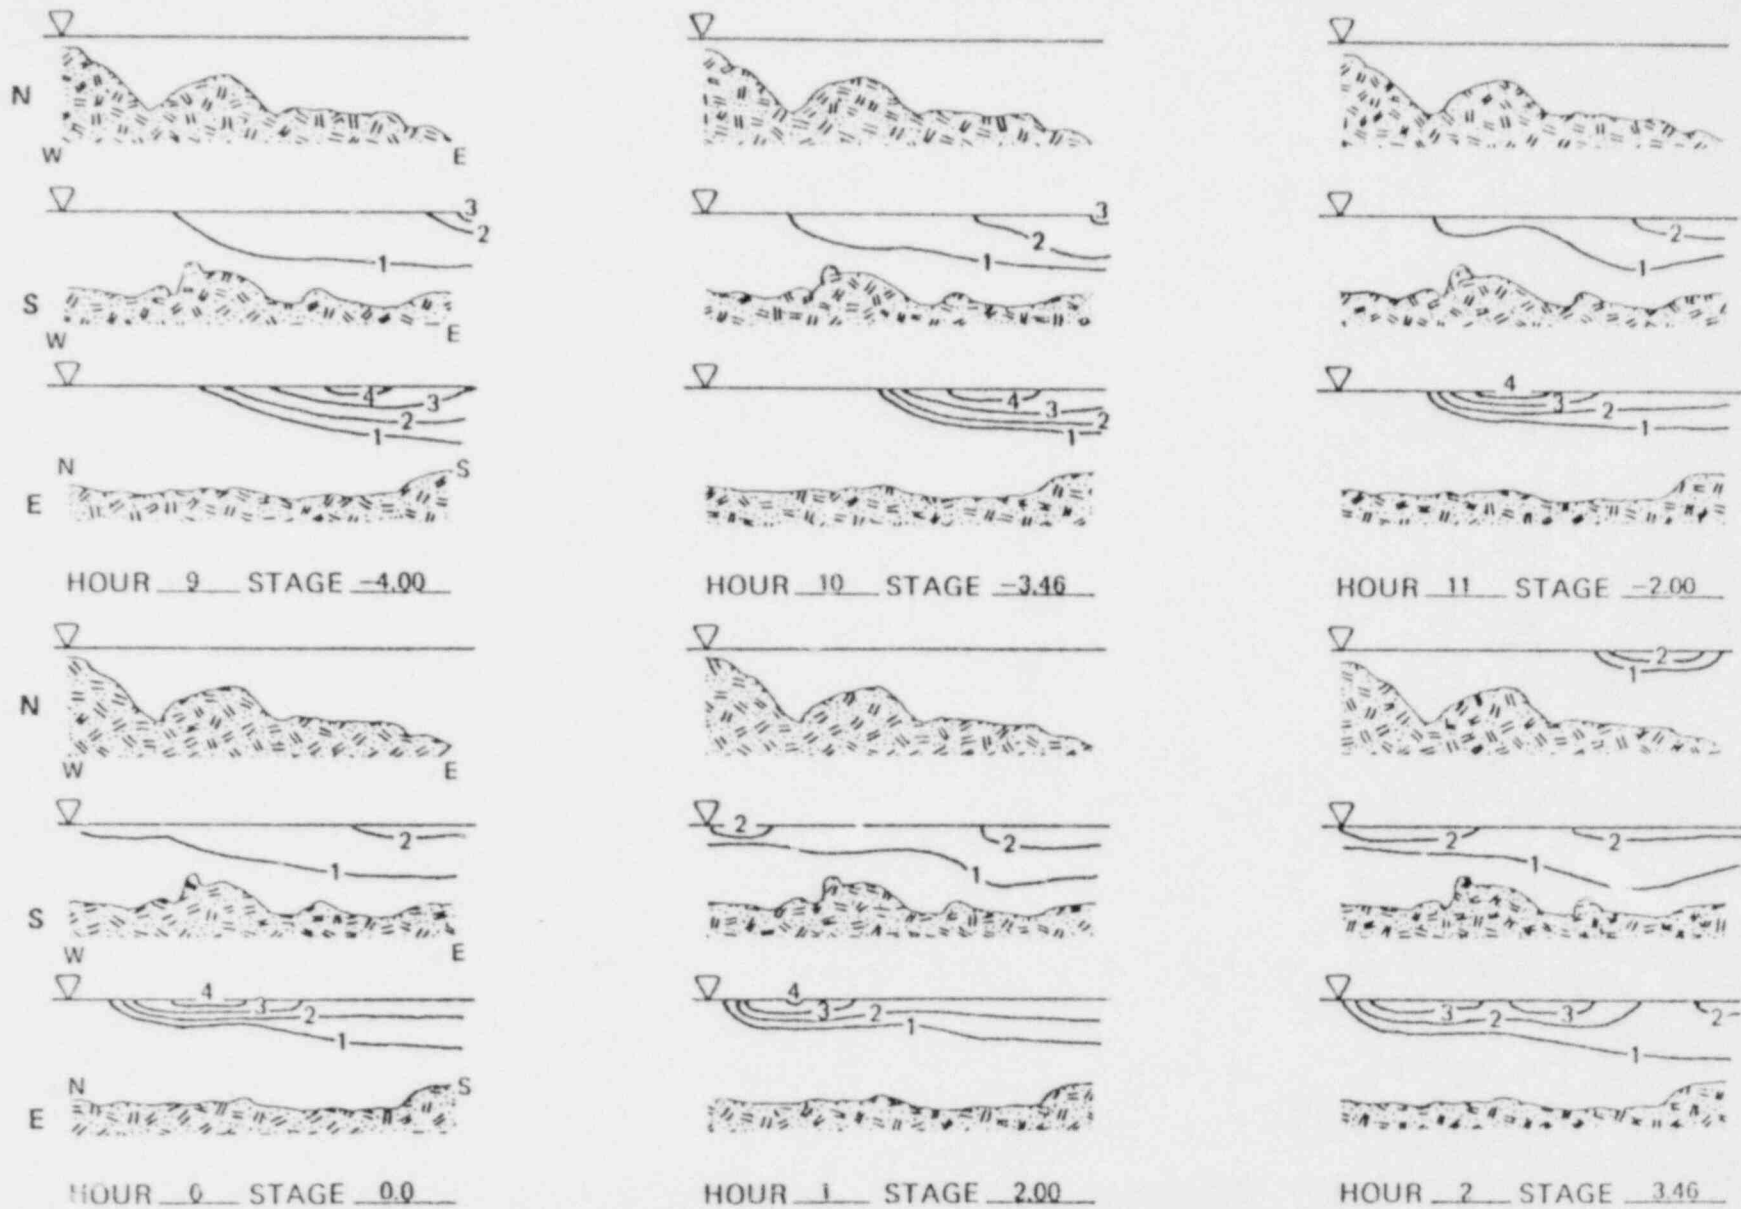 N
W E
3
2
1
S
W E
4 3
2
1
N S
E
HOUR 9 STAGE -4.00
3
2
1
4 3
2
1
HOUR 10 STAGE -3.46
2
1
4
3 2
1
HOUR 11 STAGE -2.00
N
W E
2
1
S
W E
4
3 2
1
N S
E
HOUR 0 STAGE 0.0
2
2
1
4
3 2
1
HOUR 1 STAGE 2.00
2
1
2 2
1
3 2 3 2
1
HOUR 2 STAGE 3.46